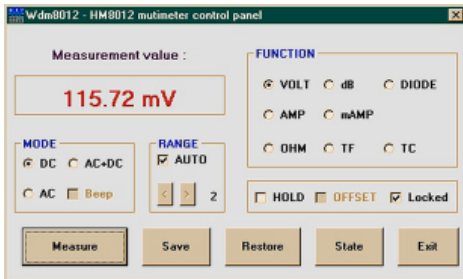 Wdm8012 - HM8012 mutimeter control panel
Measurement value :
115.72 mV
FUNCTION
VOLT dB DIODE
AMP mAMP
OHM TF TC
MODE
DC AC+DC
AC Beep
RANGE
AUTO
< > 2
HOLD OFFSET Locked
Measure Save Restore State Exit